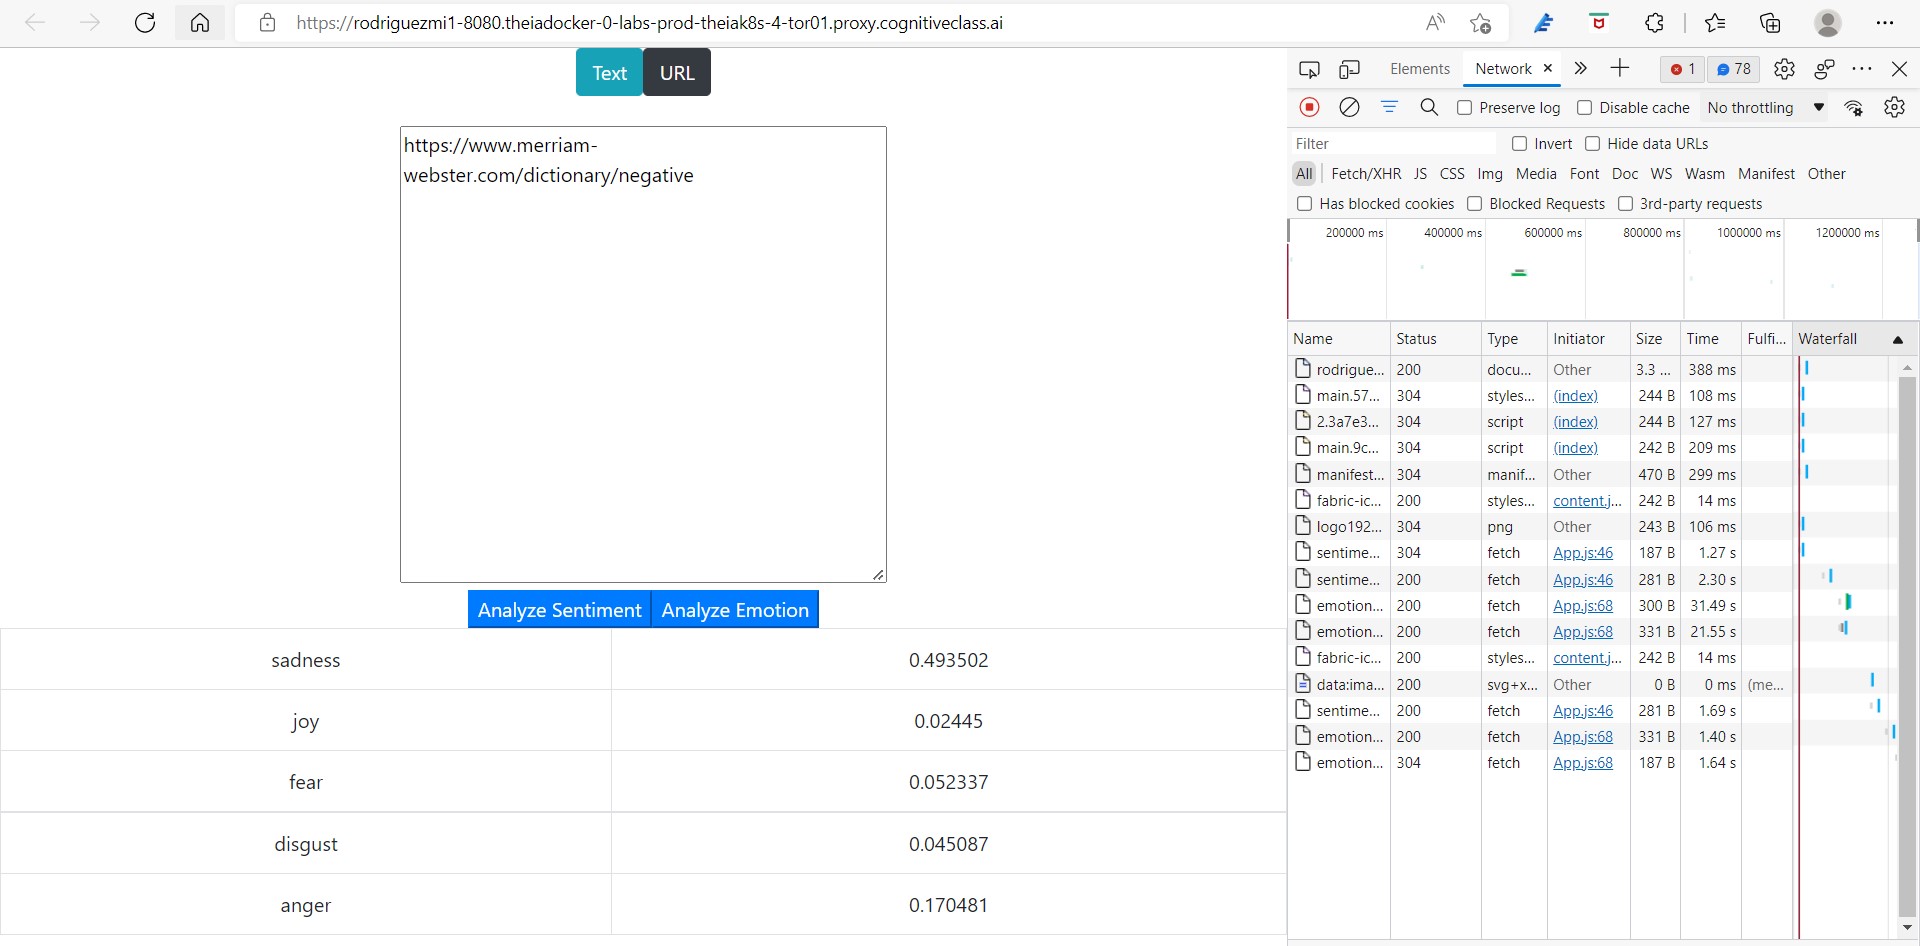 https://rodriguezmi1-8080.theiadocker-0-labs-prod-theiak8s-4-tor01.proxy.cognitiveclass.ai
Text URL
https://www.merriam-
webster.com/dictionary/negative
Analyze Sentiment Analyze Emotion
sadness 0.493502
joy 0.02445
fear 0.052337
disgust 0.045087
anger 0.170481
Elements Network 1 78
Preserve log Disable cache No throttling
Filter Invert Hide data URLs
All Fetch/XHR JS CSS Img Media Font Doc WS Wasm Manifest Other
Has blocked cookies Blocked Requests 3rd-party requests
200000 ms 400000 ms 600000 ms 800000 ms 1000000 ms 1200000 ms
Name Status Type Initiator Size Time Fulfi... Waterfall
rodrigue... 200 docu... Other 3.3 ... 388 ms
main.57... 304 styles... (index) 244 B 108 ms
2.3a7e3... 304 script (index) 244 B 127 ms
main.9c... 304 script (index) 242 B 209 ms
manifest... 304 manif... Other 470 B 299 ms
fabric-ic... 200 styles... content.j... 242 B 14 ms
logo192... 304 png Other 243 B 106 ms
sentime... 304 fetch App.js:46 187 B 1.27 s
sentime... 200 fetch App.js:46 281 B 2.30 s
emotion... 200 fetch App.js:68 300 B 31.49 s
emotion... 200 fetch App.js:68 331 B 21.55 s
fabric-ic... 200 styles... content.j... 242 B 14 ms
data:ima... 200 svg+x... Other 0 B 0 ms (me...
sentime... 200 fetch App.js:46 281 B 1.69 s
emotion... 200 fetch App.js:68 331 B 1.40 s
emotion... 304 fetch App.js:68 187 B 1.64 s